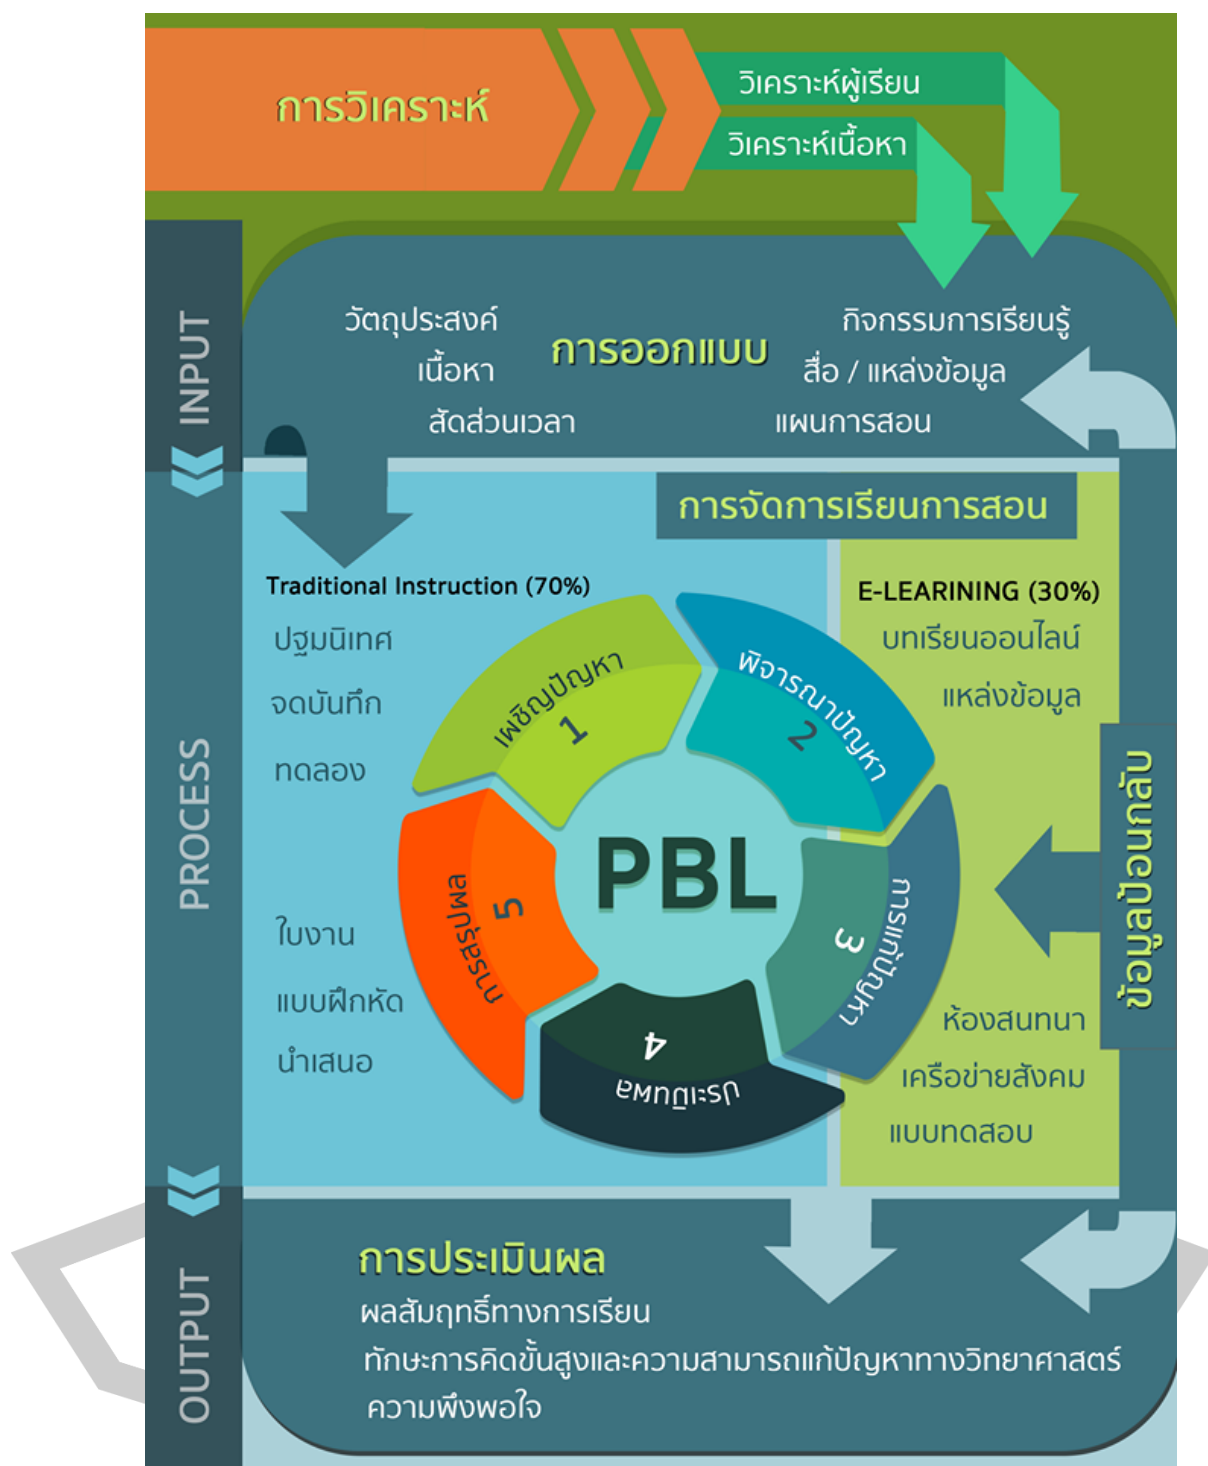 การวิเคราะห์
วิเคราะห์ผู้เรียน
วิเคราะห์เนื้อหา
INPUT
วัตถุประสงค์
เนื้อหา
สัดส่วนเวลา
การออกแบบ
กิจกรรมการเรียนรู้
สื่อ / แหล่งข้อมูล
แผนการสอน
PROCESS
การจัดการเรียนการสอน
Traditional Instruction (70%)
ปฐมนิเทศ
จดบันทึก
ทดลอง
ใบงาน
แบบฝึกหัด
นำเสนอ
E-LEARINING (30%)
บทเรียนออนไลน์
แหล่งข้อมูล
ห้องสนทนา
เครือข่ายสังคม
แบบทดสอบ
PBL
เผชิญปัญหา
1
พิจารณาปัญหา
2
การแก้ปัญหา
3
ประเมินผล
4
การสรุปผล
5
ข้อมูลป้อนกลับ
OUTPUT
การประเมินผล
ผลสัมฤทธิ์ทางการเรียน
ทักษะการคิดขั้นสูงและความสามารถแก้ปัญหาทางวิทยาศาสตร์
ความพึงพอใจ